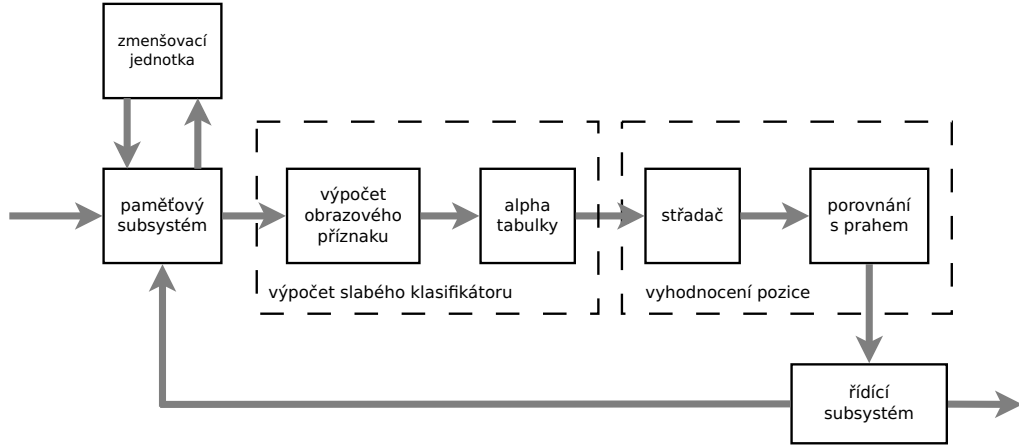 zmenšovací
jednotka
paměťový
subsystém
výpočet
obrazového
příznaku
alpha
tabulky
střadač
porovnání
s prahem
výpočet slabého klasifikátoru
vyhodnocení pozice
řídící
subsystém